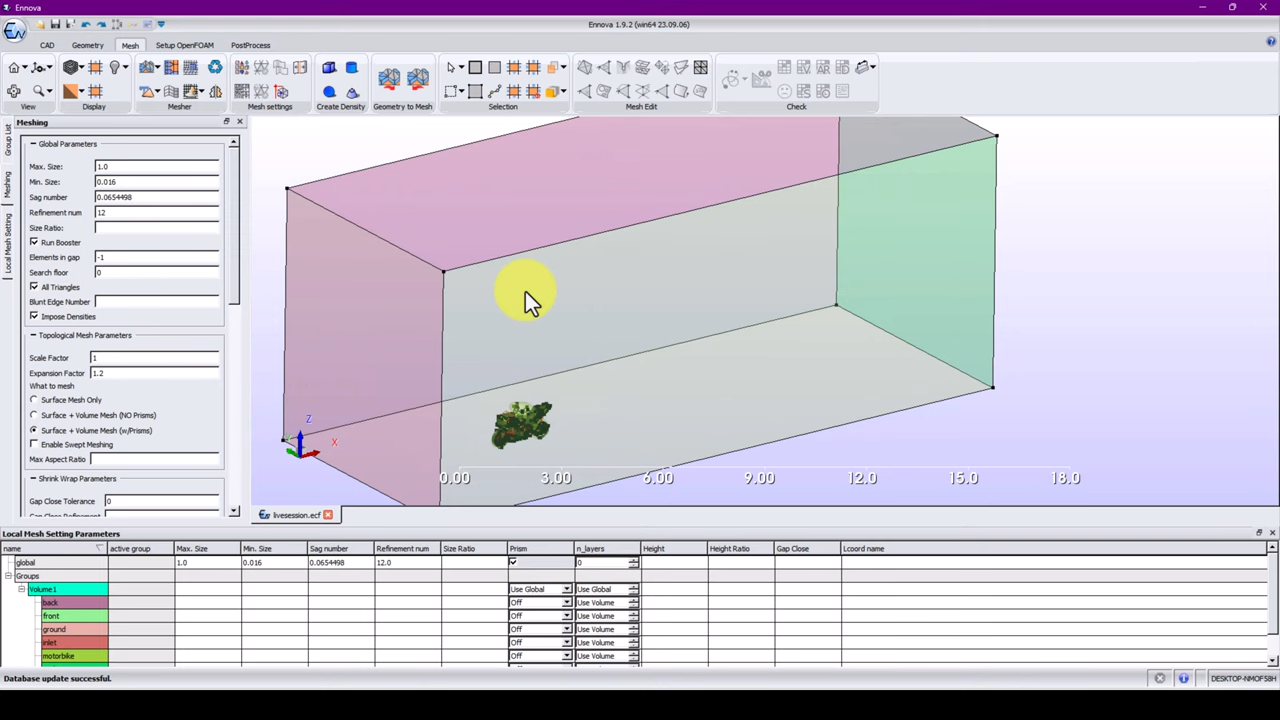 Ennova
Ennova 1.9.2 (win64 23.09.06)
CAD Geometry Mesh Setup OpenFOAM PostProcess
View Display Mesher Mesh settings Create Density Geometry to Mesh Selection Mesh Edit Check
Meshing
Group List
Meshing
Local Mesh Setting
Global Parameters
Max. Size: 1.0
Min. Size: 0.016
Sag number 0.0654498
Refinement num 12
Size Ratio:
Run Booster
Elements in gap -1
Search floor 0
All Triangles
Blunt Edge Number
Impose Densities
Topological Mesh Parameters
Scale Factor 1
Expansion Factor 1.2
What to mesh
Surface Mesh Only
Surface + Volume Mesh (NO Prisms)
Surface + Volume Mesh (w/Prisms)
Enable Swept Meshing
Max Aspect Ratio
Shrink Wrap Parameters
Gap Close Tolerance 0
Z
X
0.00 3.00 6.00 9.00 12.0 15.0 18.0
livesession.ecf
Local Mesh Setting Parameters
name active group Max. Size Min. Size Sag number Refinement num Size Ratio Prism n_layers Height Height Ratio Gap Close Lcoord name
global 1.0 0.016 0.0654498 12.0 0
Groups
Volume1 Use Global Use Global
back Off Use Volume
front Off Use Volume
ground Off Use Volume
inlet Off Use Volume
motorbike Off Use Volume
Database update successful.
DESKTOP-NMOF58H